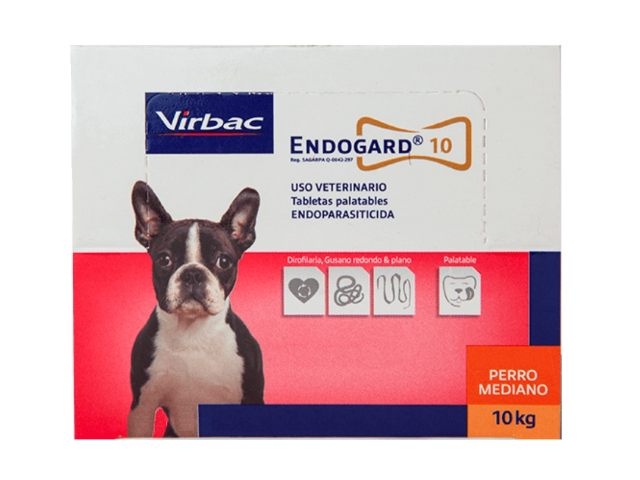 Virbac
ENDOGARD® 10
Reg. SAGARPA Q-0042-297
USO VETERINARIO
Tabletas palatables
ENDOPARASITICIDA
Dirofilaria, Gusano redondo & plano
Palatable
PERRO
MEDIANO
10 kg